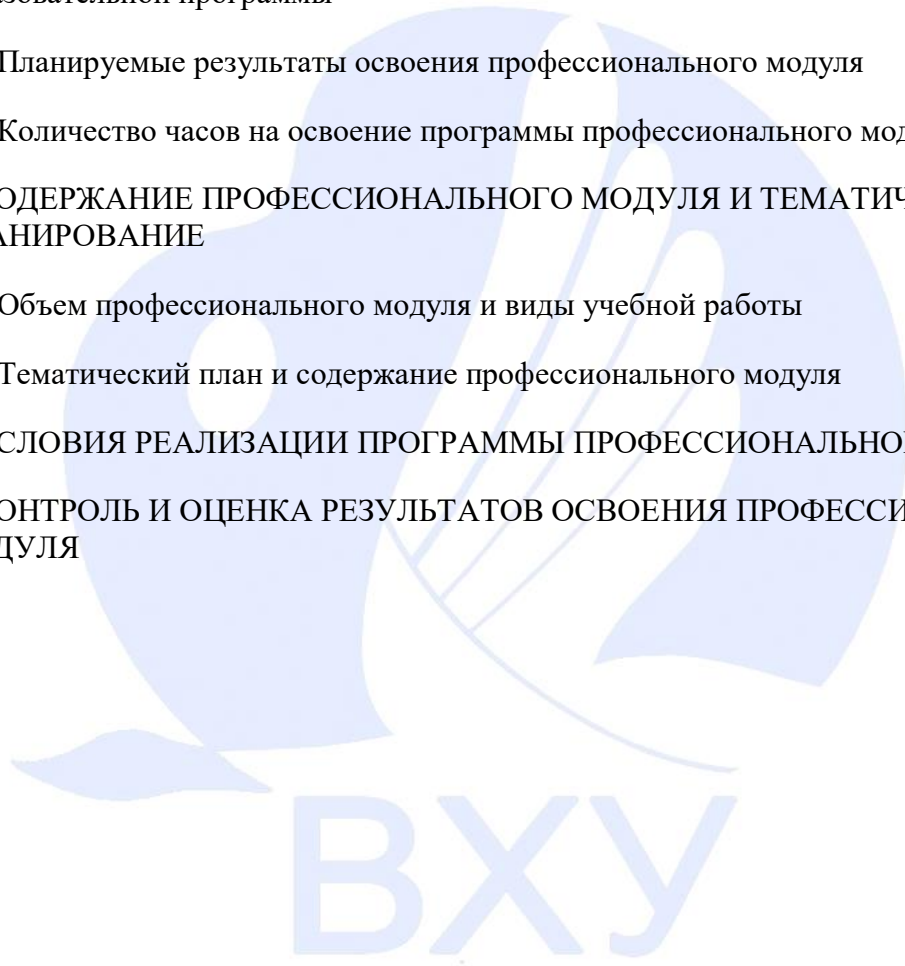 зовательной программы
Планируемые результаты освоения профессионального модуля
Количество часов на освоение программы профессионального мод
ОДЕРЖАНИЕ ПРОФЕССИОНАЛЬНОГО МОДУЛЯ И ТЕМАТИЧ
АНИРОВАНИЕ
Объем профессионального модуля и виды учебной работы
Тематический план и содержание профессионального модуля
СЛОВИЯ РЕАЛИЗАЦИИ ПРОГРАММЫ ПРОФЕССИОНАЛЬНО
ОНТРОЛЬ И ОЦЕНКА РЕЗУЛЬТАТОВ ОСВОЕНИЯ ПРОФЕССИ
ДУЛЯ
ВХУ